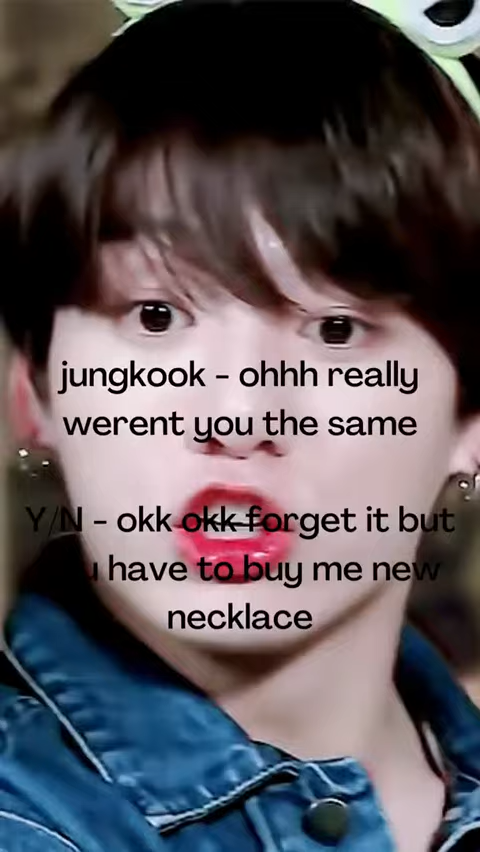 jungkook - ohhh really
werent you the same
Y/N - okk okk forget it but
u have to buy me new
necklace